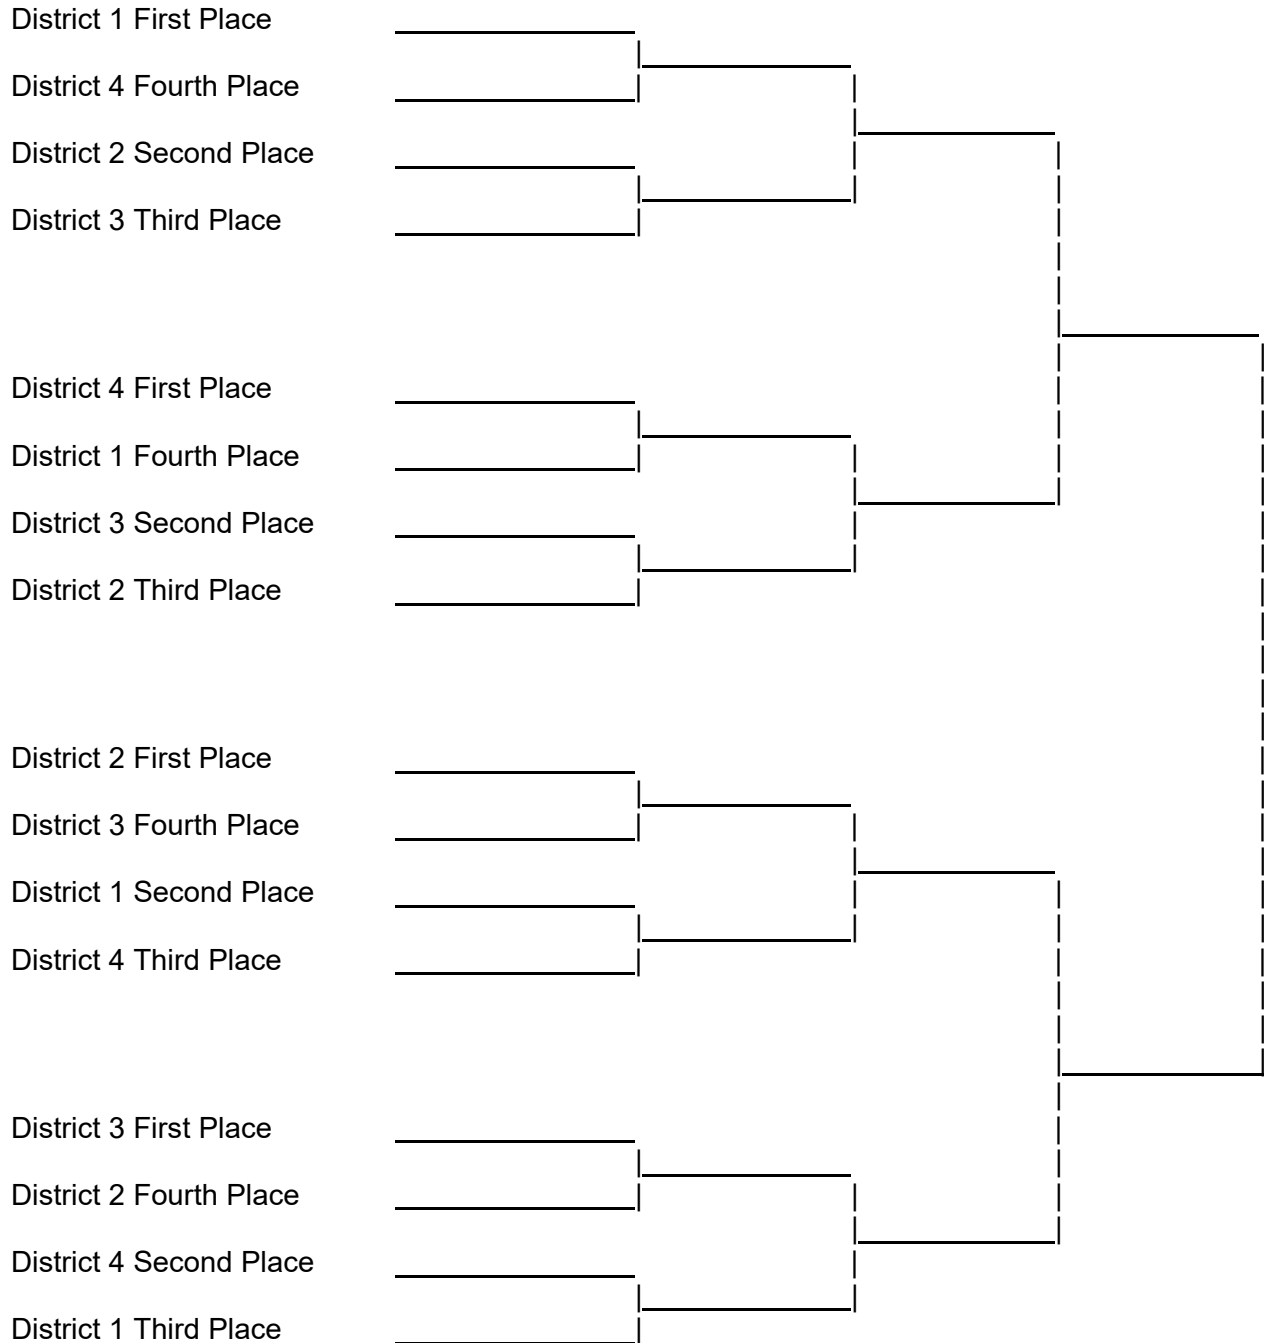 District 1 First Place
District 4 Fourth Place
District 2 Second Place
District 3 Third Place
District 4 First Place
District 1 Fourth Place
District 3 Second Place
District 2 Third Place
District 2 First Place
District 3 Fourth Place
District 1 Second Place
District 4 Third Place
District 3 First Place
District 2 Fourth Place
District 4 Second Place
District 1 Third Place